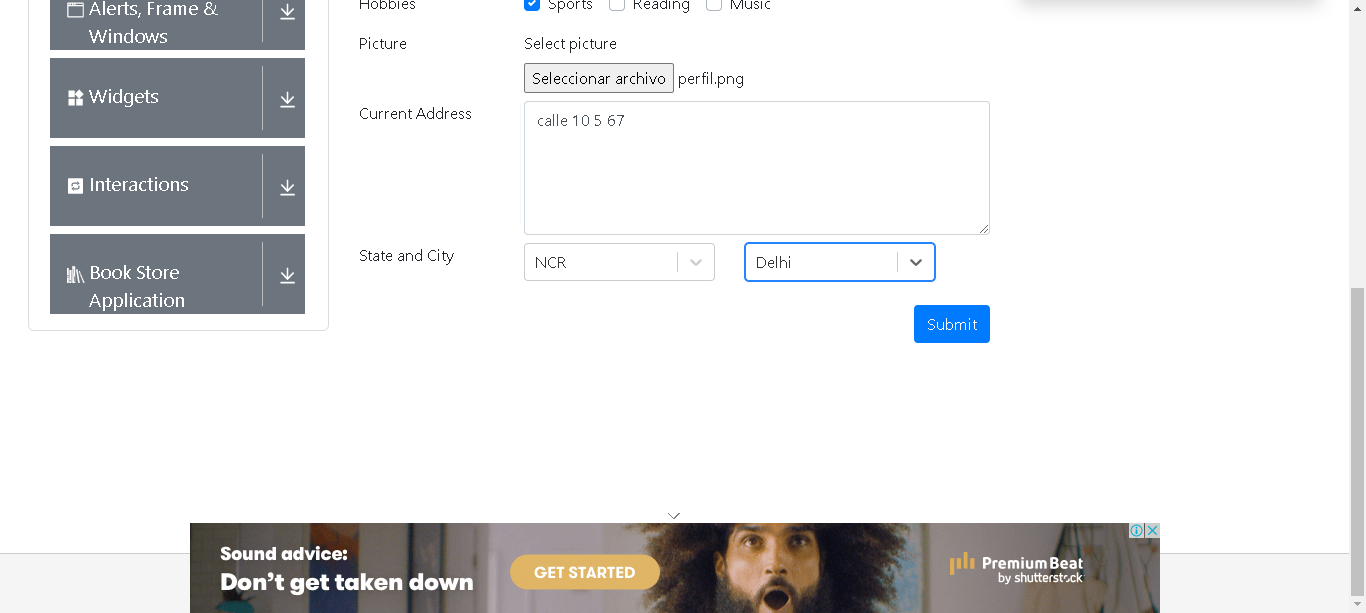 Alerts, Frame &
Windows
Widgets
Interactions
Book Store
Application
Hobbies
Sports Reading Music
Picture
Select picture
Seleccionar archivo perfil.png
Current Address
calle 10 5 67
State and City
NCR
Delhi
Submit
Sound advice:
Don't get taken down
GET STARTED
PremiumBeat
by shutterstock